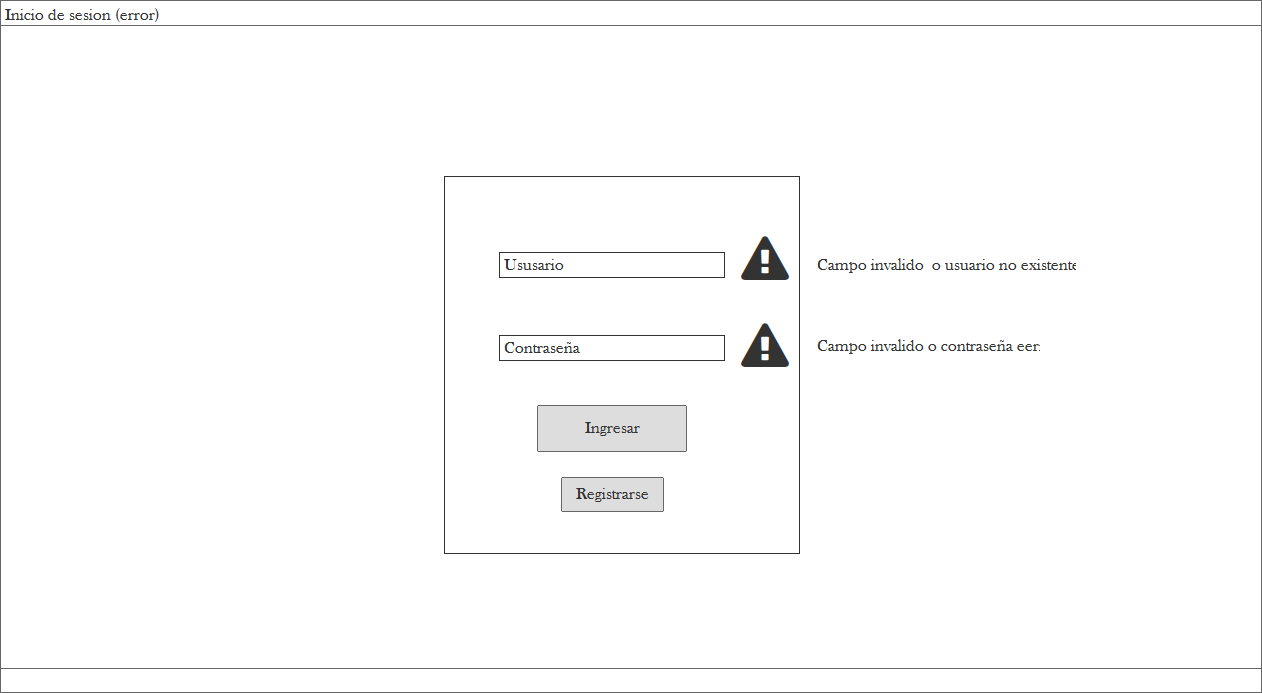 Inicio de sesion (error)
Ususario
Campo invalido o usuario no existente
Contraseña
Campo invalido o contraseña eer
Ingresar
Registrarse